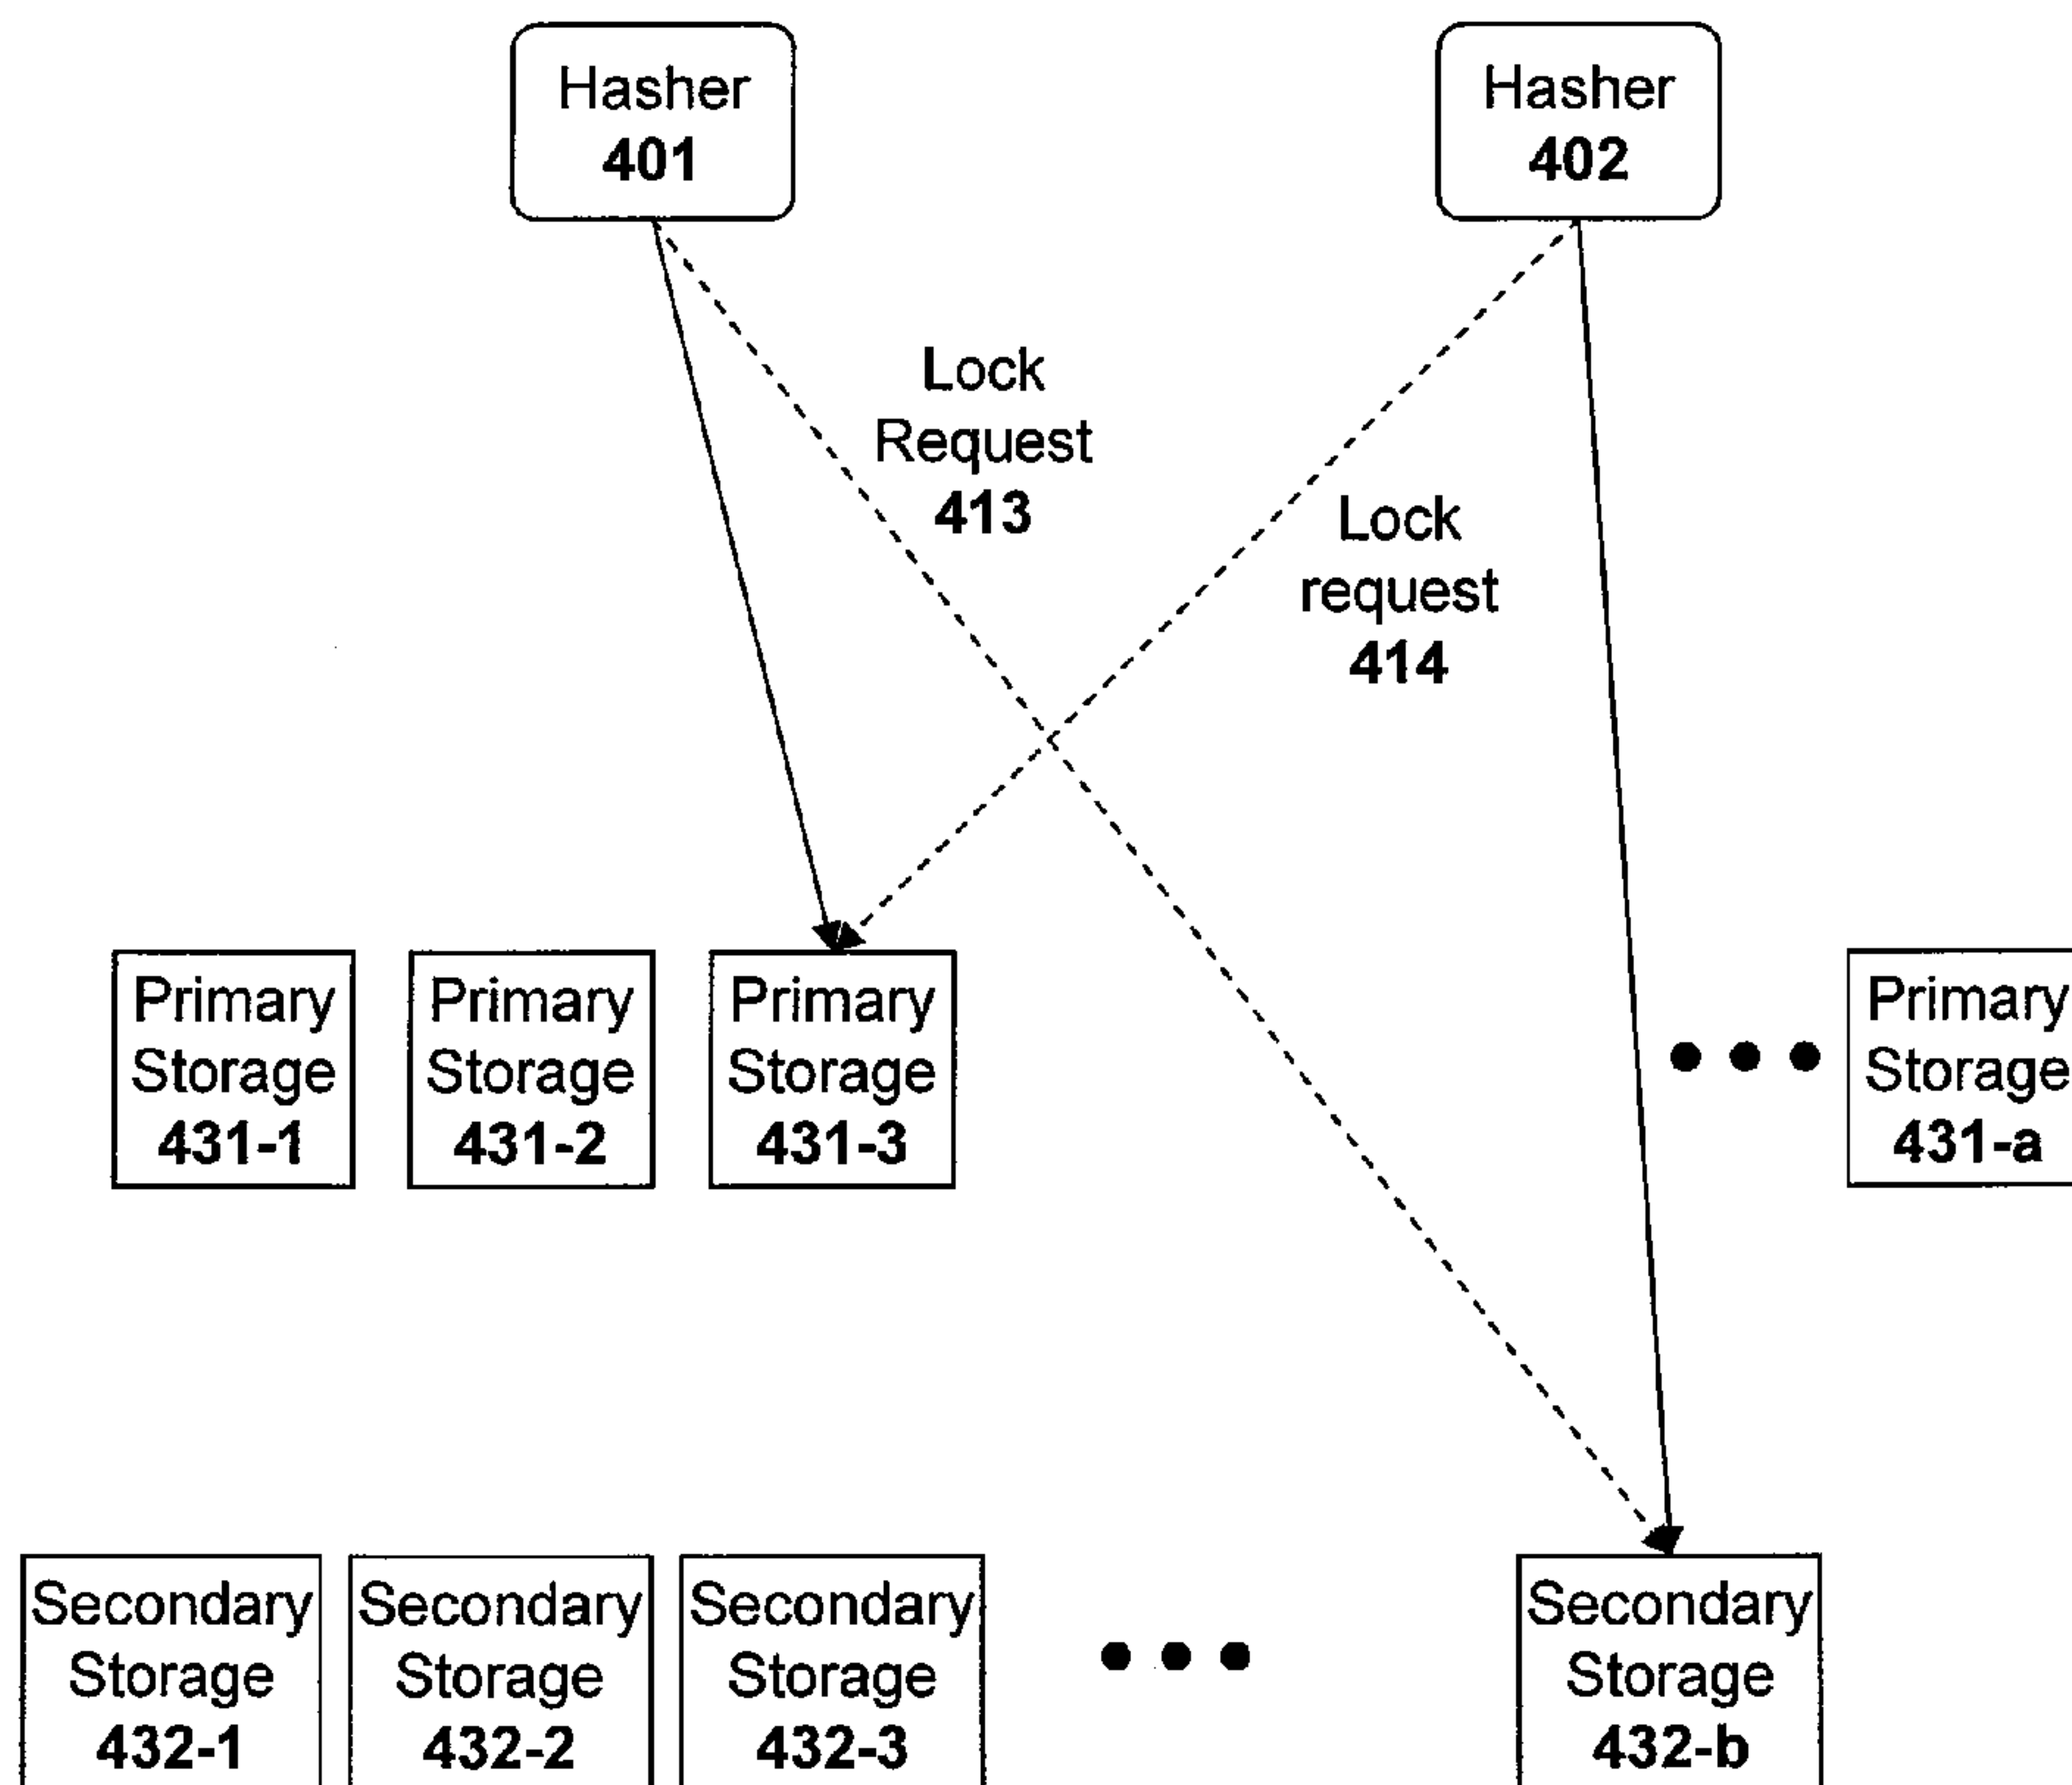 Hasher
401
Hasher
402
Lock
Request
413
Lock
request
414
Primary
Storage
431-1
Primary
Storage
431-2
Primary
Storage
431-3
Primary
Storage
431-a
Secondary
Storage
432-1
Secondary
Storage
432-2
Secondary
Storage
432-3
Secondary
Storage
432-b